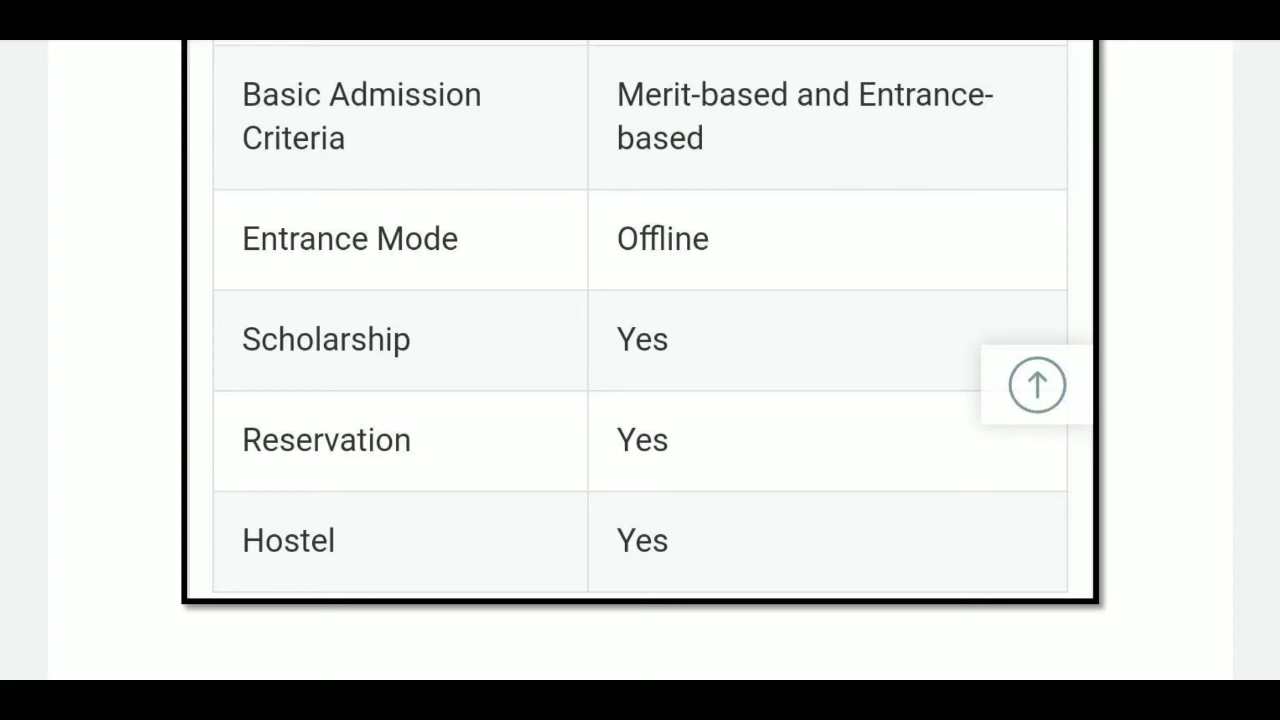 Basic Admission Merit-based and Entrance-
Criteria based
Entrance Mode Offline
Scholarship Yes
Reservation Yes
Hostel Yes